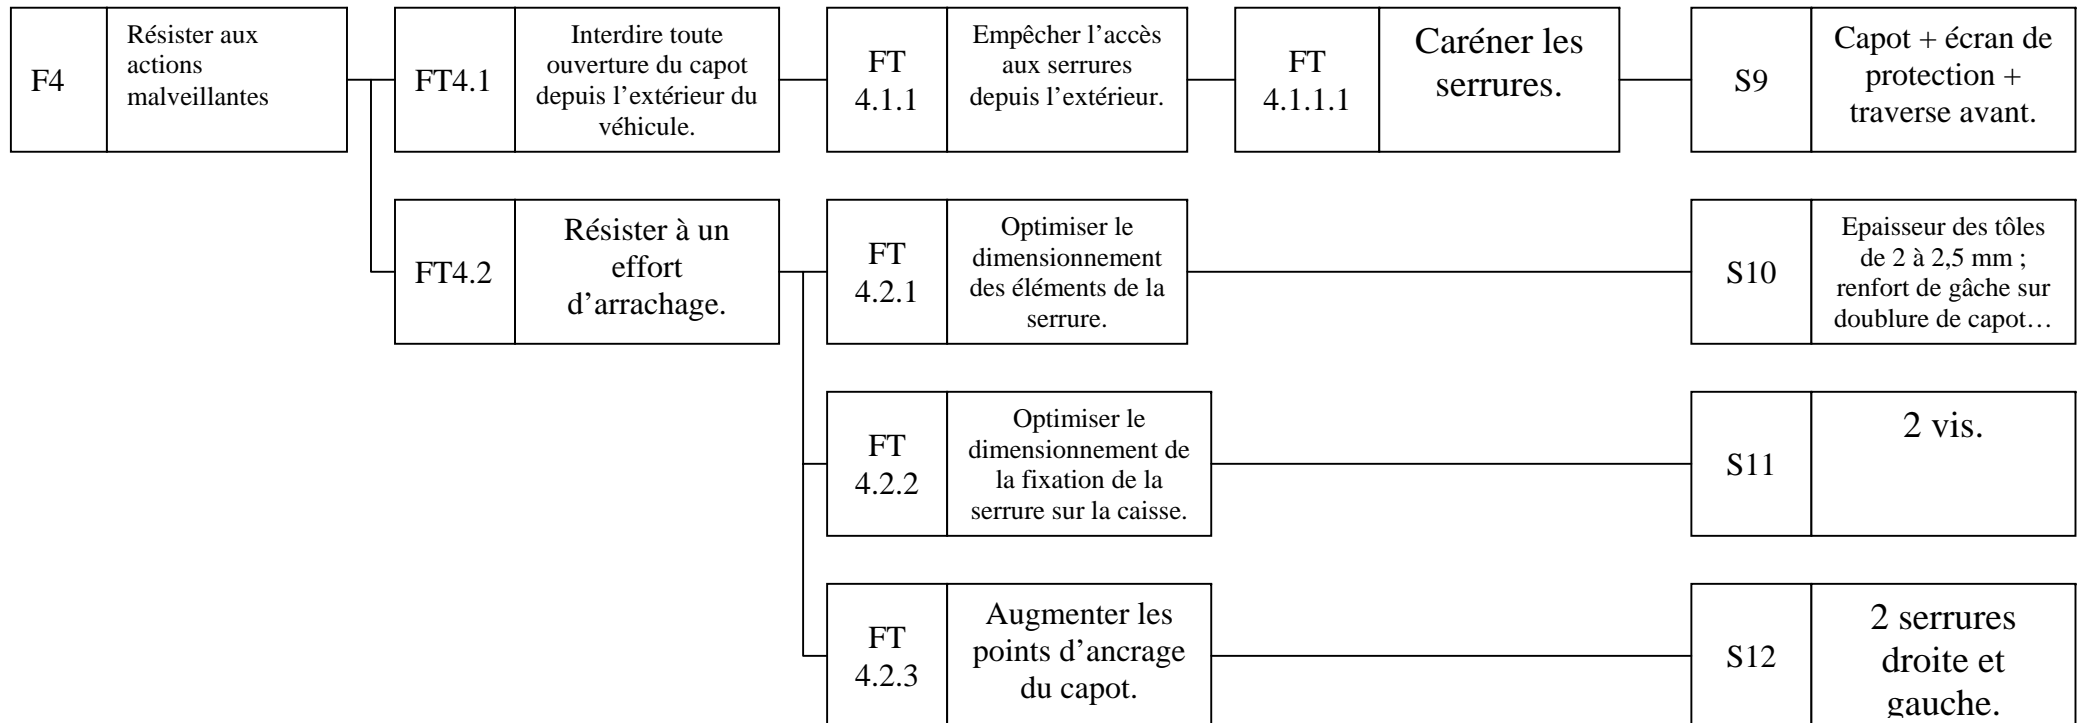 F4
Résister aux
actions
malveillantes
FT4.1
Interdire toute
ouverture du capot
depuis l’extérieur du
véhicule.
FT
4.1.1
Empêcher l’accès
aux serrures
depuis l’extérieur.
FT
4.1.1.1
Caréner les
serrures.
S9
Capot + écran de
protection +
traverse avant.
FT4.2
Résister à un
effort
d’arrachage.
FT
4.2.1
Optimiser le
dimensionnement
des éléments de la
serrure.
S10
Epaisseur des tôles
de 2 à 2,5 mm ;
renfort de gâche sur
doublure de capot…
FT
4.2.2
Optimiser le
dimensionnement de
la fixation de la
serrure sur la caisse.
S11
2 vis.
FT
4.2.3
Augmenter les
points d’ancrage
du capot.
S12
2 serrures
droite et
gauche.